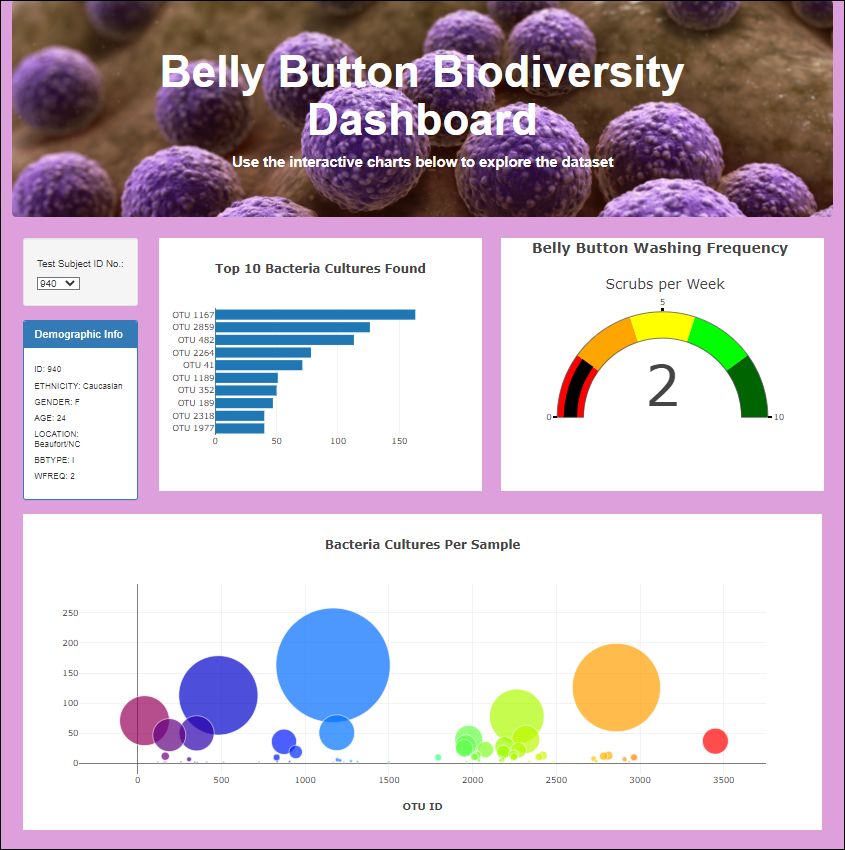 Belly Button Biodiversity
Dashboard
Use the interactive charts below to explore the dataset
Test Subject ID No.:
940
Demographic Info
ID: 940
ETHNICITY: Caucasian
GENDER: F
AGE: 24
LOCATION:
Beaufort/NC
BBTYPE: I
WFREQ: 2
Top 10 Bacteria Cultures Found
OTU 1167
OTU 2859
OTU 482
OTU 2264
OTU 41
OTU 1189
OTU 352
OTU 189
OTU 2318
OTU 1977
0 50 100 150
Belly Button Washing Frequency
Scrubs per Week
5
2
0 10
Bacteria Cultures Per Sample
250
200
150
100
50
0
0 500 1000 1500 2000 2500 3000 3500
OTU ID